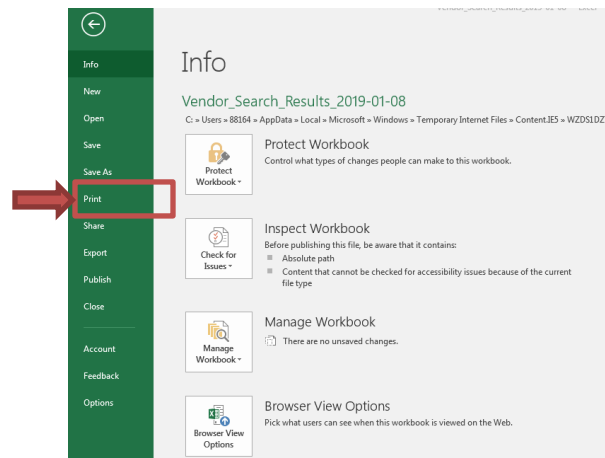 Vendor_Search_Results_2019-01-08 - Excel
Info
New
Open
Save
Save As
Print
Share
Export
Publish
Close
Account
Feedback
Options
Info
Vendor_Search_Results_2019-01-08
C: » Users » 88164 » AppData » Local » Microsoft » Windows » Temporary Internet Files » Content.IE5 » WZDS1DZ
Protect
Workbook
Protect Workbook
Control what types of changes people can make to this workbook.
Check for
Issues
Inspect Workbook
Before publishing this file, be aware that it contains:
Absolute path
Content that cannot be checked for accessibility issues because of the current
file type
Manage
Workbook
Manage Workbook
There are no unsaved changes.
Browser View
Options
Browser View Options
Pick what users can see when this workbook is viewed on the Web.